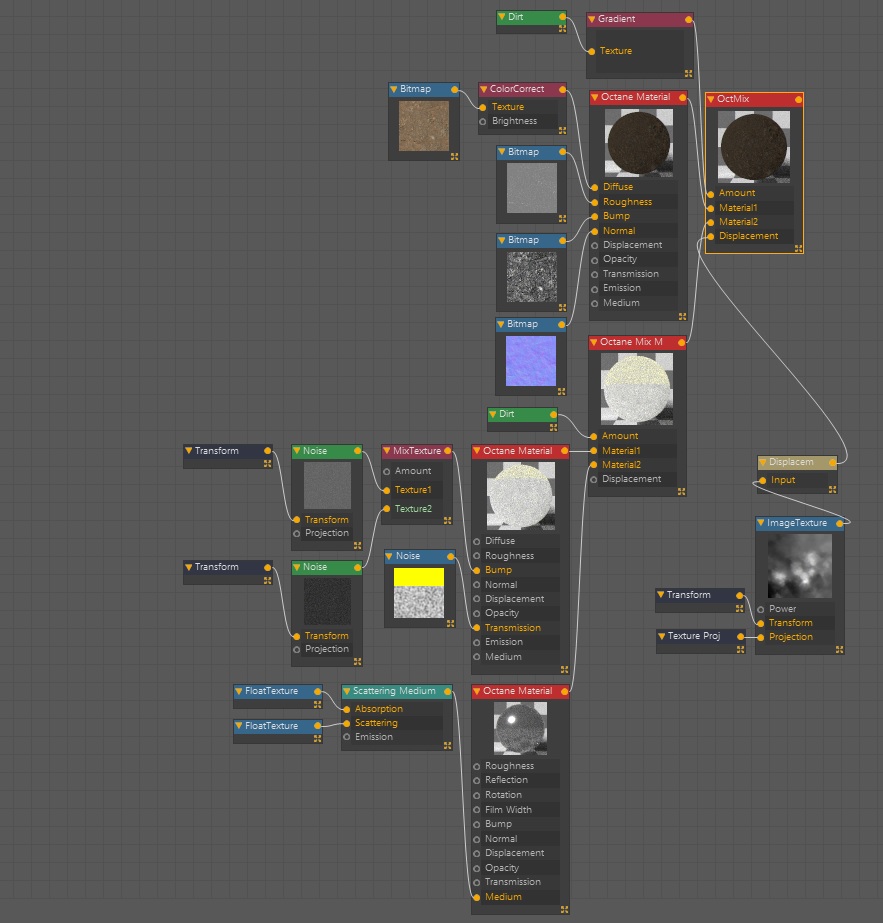 Dirt
Gradient
Texture
Bitmap
ColorCorrect
Texture
Brightness
Octane Material
Diffuse
Roughness
Bump
Normal
Displacement
Opacity
Transmission
Emission
Medium
OctMix
Amount
Material1
Material2
Displacement
Bitmap
Bitmap
Bitmap
Octane Mix M
Amount
Material1
Material2
Displacement
Dirt
Transform
Noise
Transform
Projection
MixTexture
Amount
Texture1
Texture2
Octane Material
Diffuse
Roughness
Bump
Normal
Displacement
Opacity
Transmission
Emission
Medium
Displacem
Input
ImageTexture
Power
Transform
Projection
Transform
Texture Proj
Transform
Noise
Transform
Projection
Noise
FloatTexture
FloatTexture
Scattering Medium
Absorption
Scattering
Emission
Octane Material
Roughness
Reflection
Rotation
Film Width
Bump
Normal
Displacement
Opacity
Transmission
Medium